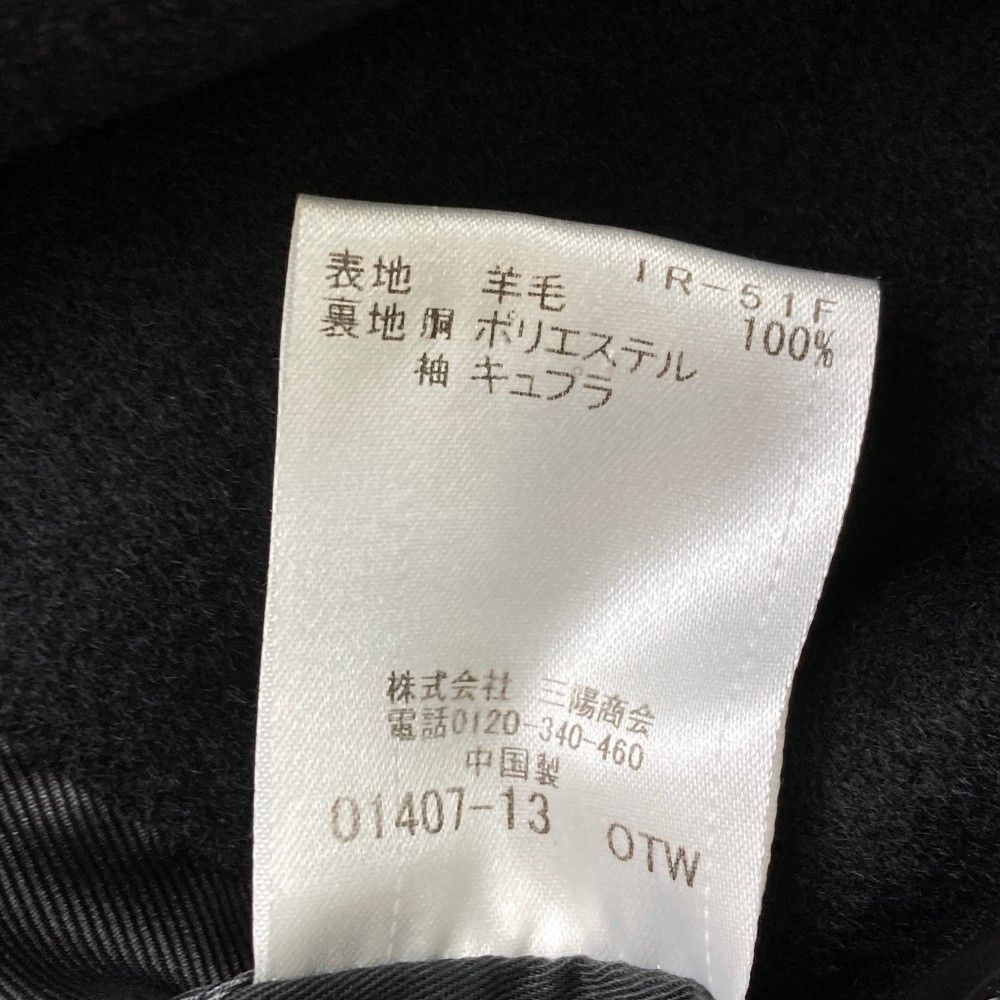 IR-51F
表地 羊毛 100%
裏地 胴 ポリエステル
袖 キュプラ
株式会社 三陽商会
電話0120-340-460
中国製
01407-13 OTW